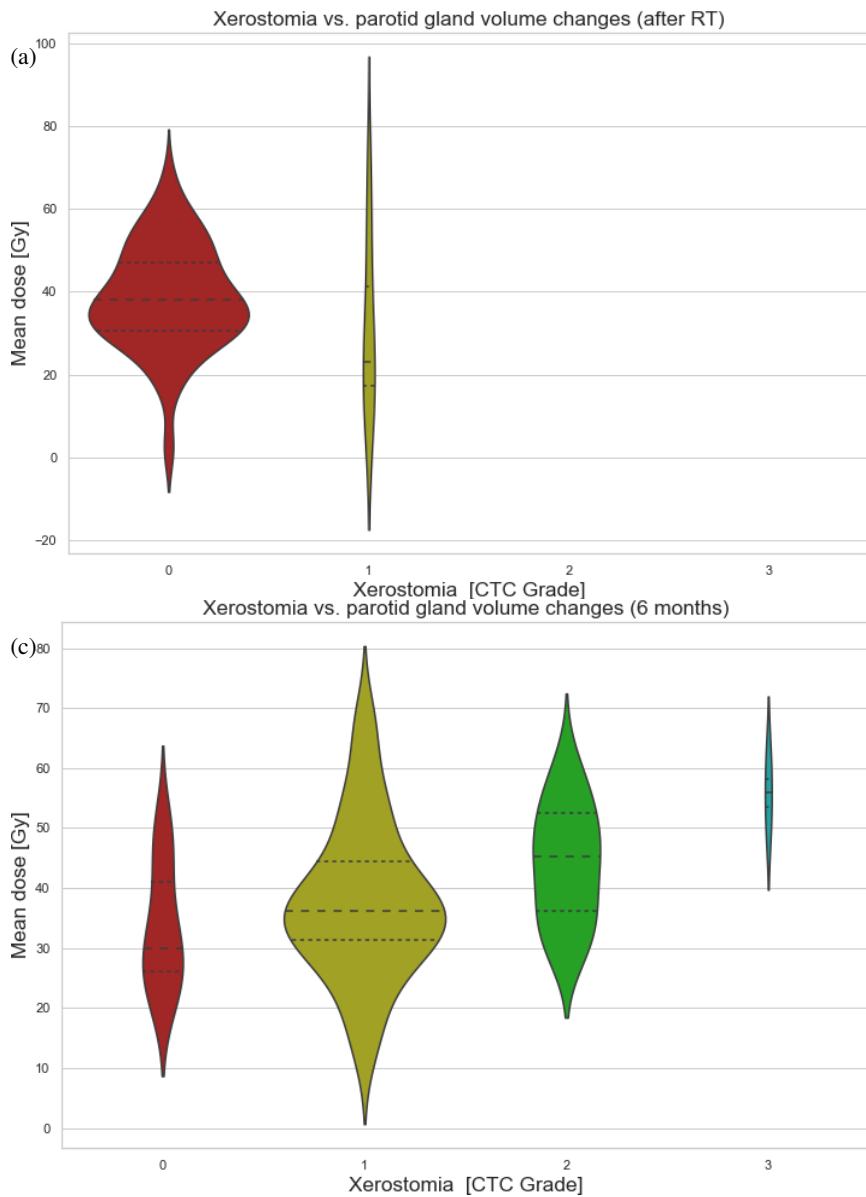 Xerostomia vs. parotid gland volume changes (after RT)
(a)
100
80
60
40
20
0
−20
Mean dose [Gy]
0 1 2 3
Xerostomia [CTC Grade]
Xerostomia vs. parotid gland volume changes (6 months)
(c)
80
70
60
50
40
30
20
10
0
Mean dose [Gy]
0 1 2 3
Xerostomia [CTC Grade]